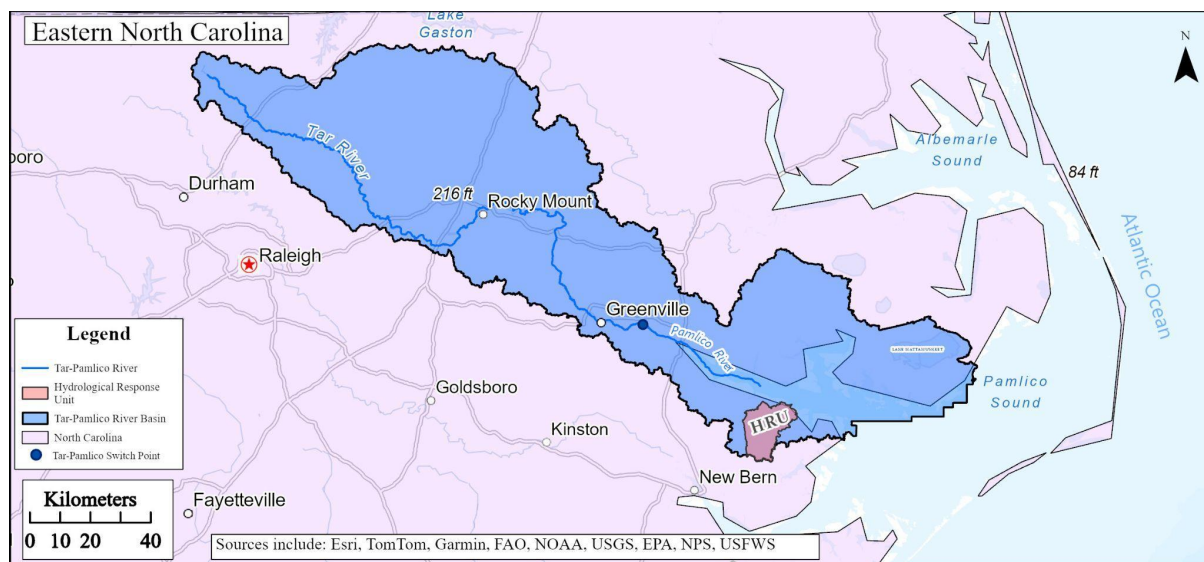 Eastern North Carolina
Lake
Gaston
N
Albemarle
Sound
84 ft
Atlantic Ocean
boro
Durham
Tar River
216 ft
Rocky Mount
Raleigh
Greenville
Pamlico River
LAKE MATTAMUSKEET
Pamlico
Sound
Legend
Tar-Pamlico River
Hydrological Response
Unit
Tar-Pamlico River Basin
North Carolina
Tar-Pamlico Switch Point
Goldsboro
HRU
Kinston
New Bern
Kilometers
0 10 20 40
Fayetteville
Sources include: Esri, TomTom, Garmin, FAO, NOAA, USGS, EPA, NPS, USFWS